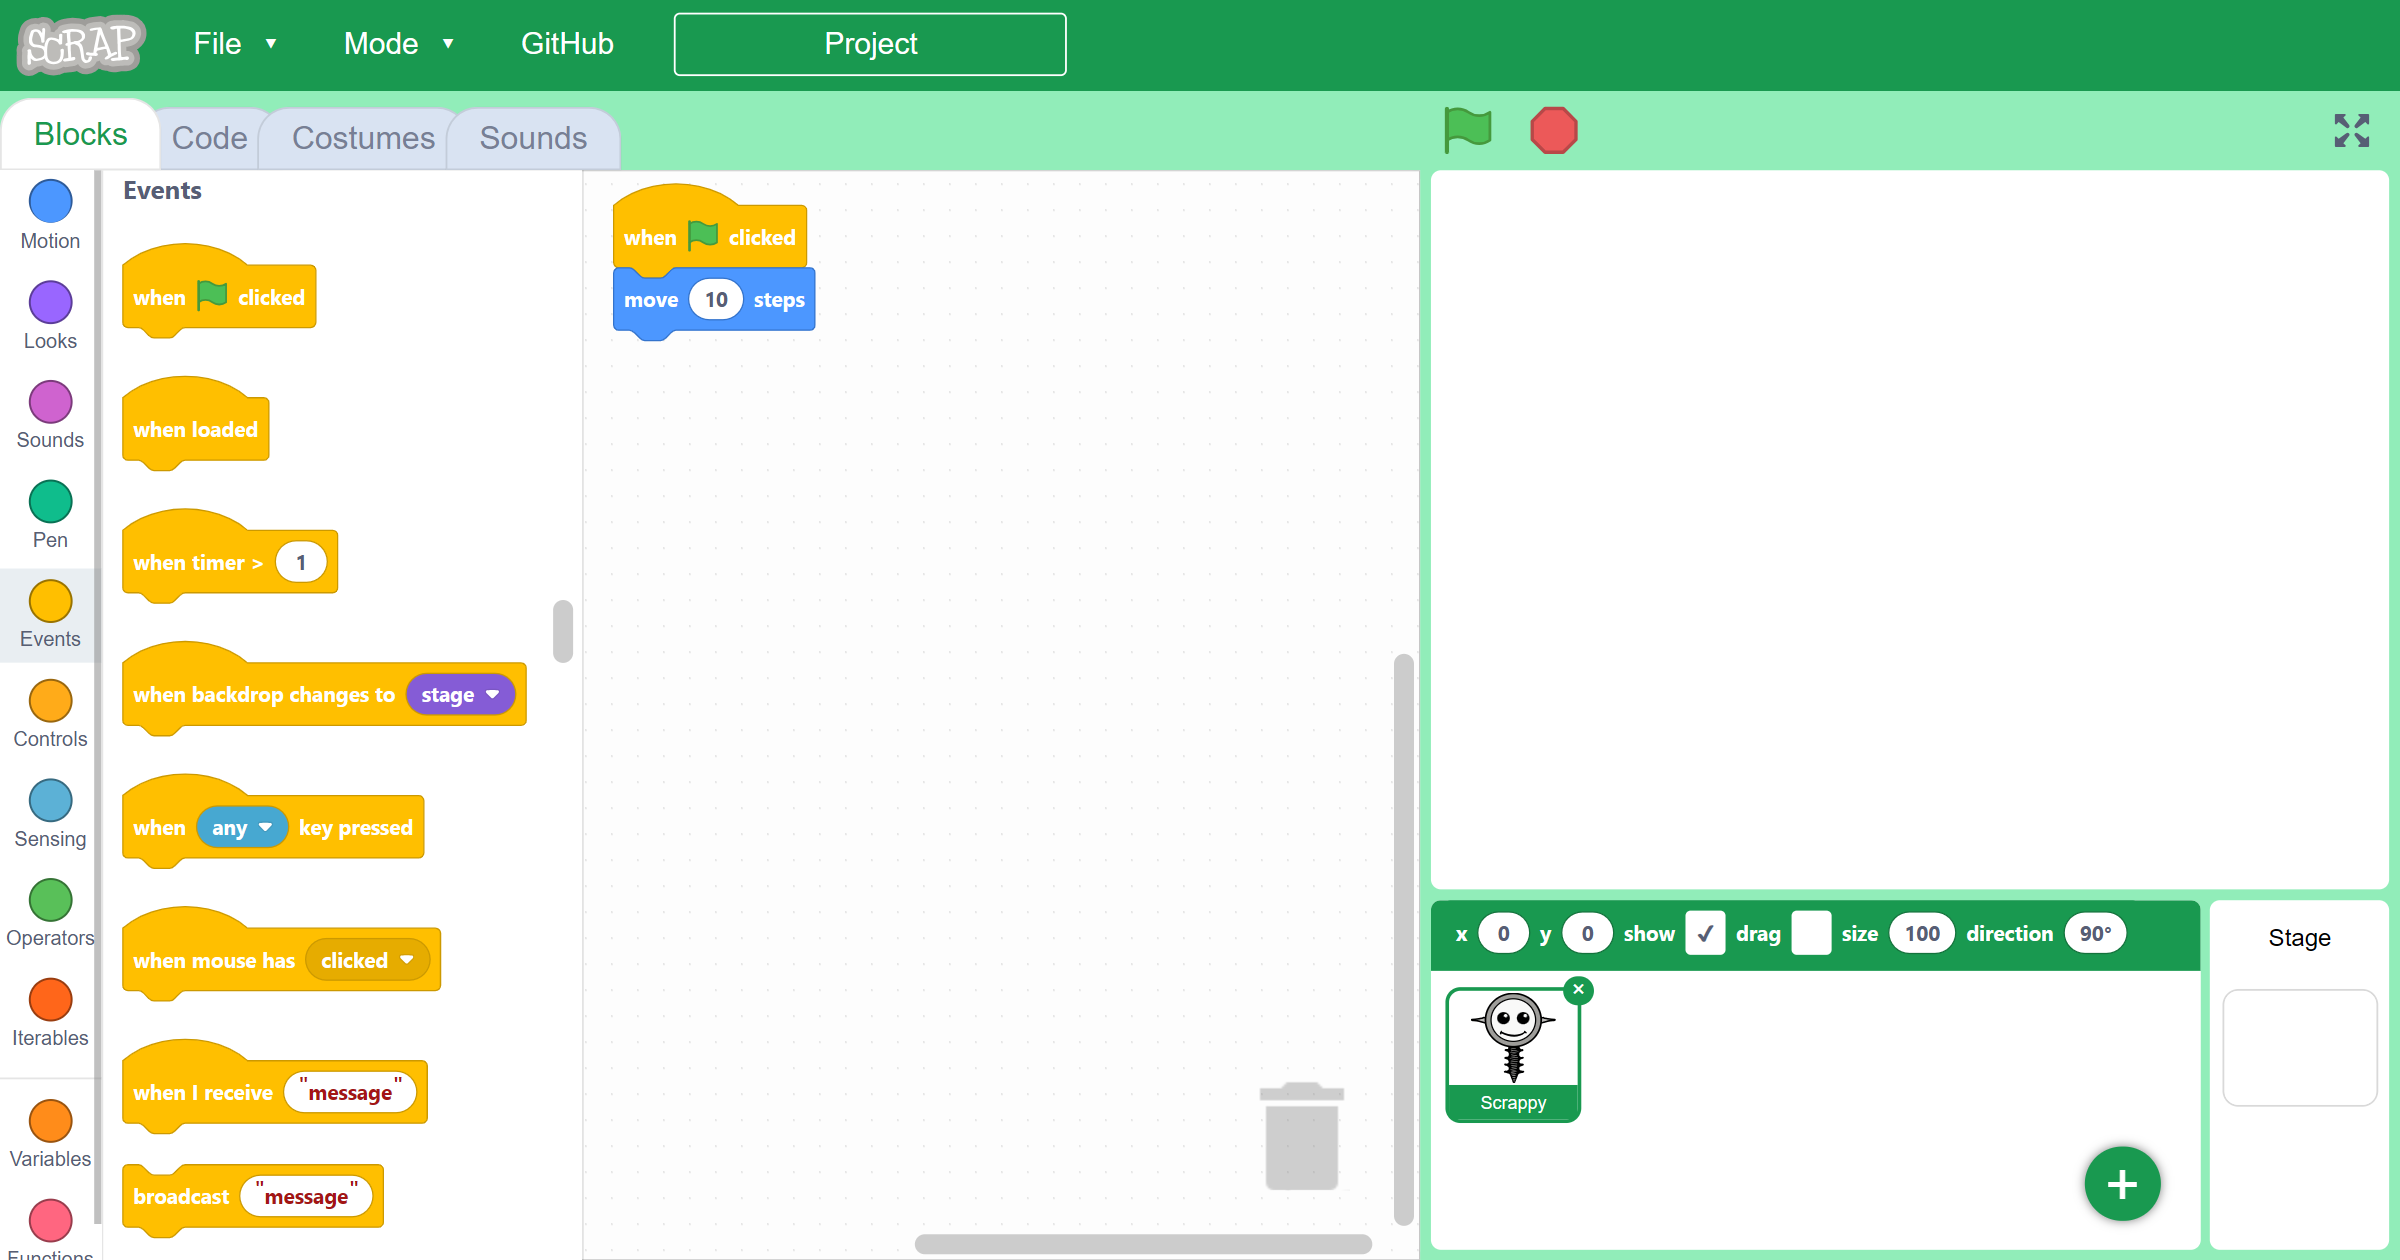 SCRAP File ▼ Mode ▼ GitHub Project
Blocks Code Costumes Sounds
Motion
Looks
Sounds
Pen
Events
Controls
Sensing
Operators
Iterables
Variables
Functions
Events
when clicked
when loaded
when timer > 1
when backdrop changes to stage
when any key pressed
when mouse has clicked
when I receive "message"
broadcast "message"
when clicked
move 10 steps
x 0 y 0 show ✓ drag size 100 direction 90°
Scrappy
Stage